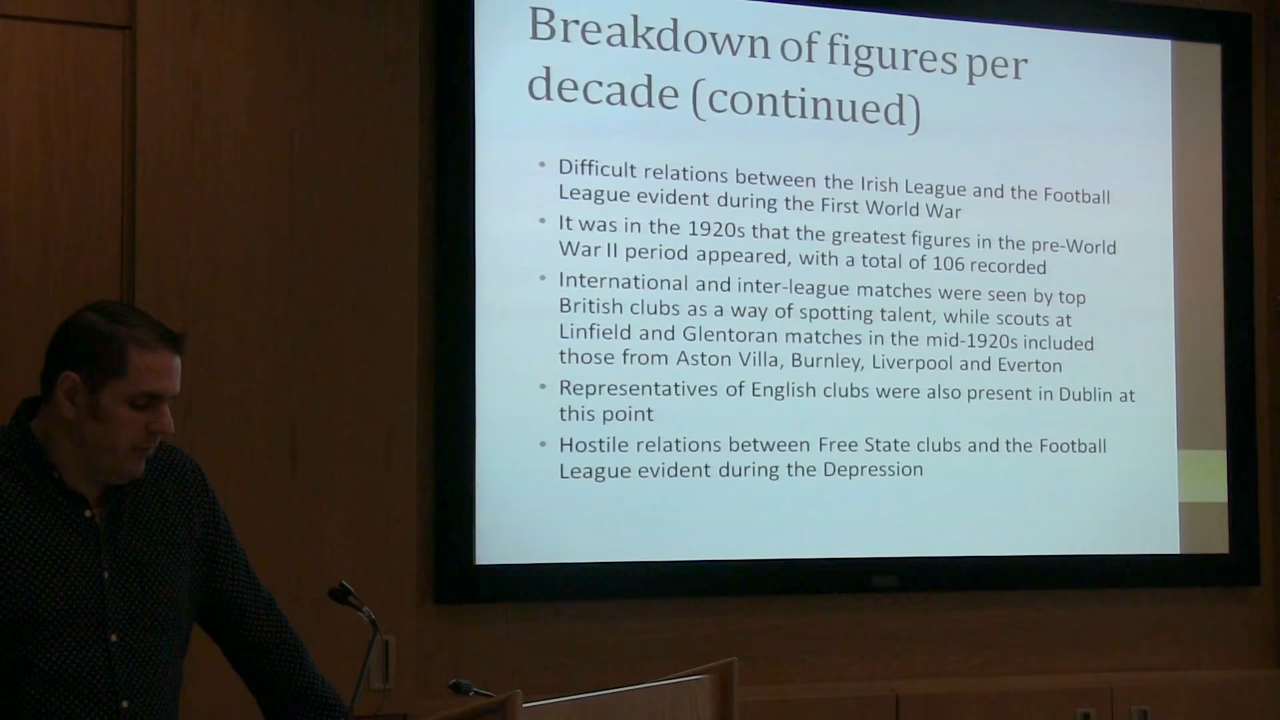 Breakdown of figures per
decade (continued)
• Difficult relations between the Irish League and the Football
League evident during the First World War
• It was in the 1920s that the greatest figures in the pre-World
War II period appeared, with a total of 106 recorded
• International and inter-league matches were seen by top
British clubs as a way of spotting talent, while scouts at
Linfield and Glentoran matches in the mid-1920s included
those from Aston Villa, Burnley, Liverpool and Everton
• Representatives of English clubs were also present in Dublin at
this point
• Hostile relations between Free State clubs and the Football
League evident during the Depression